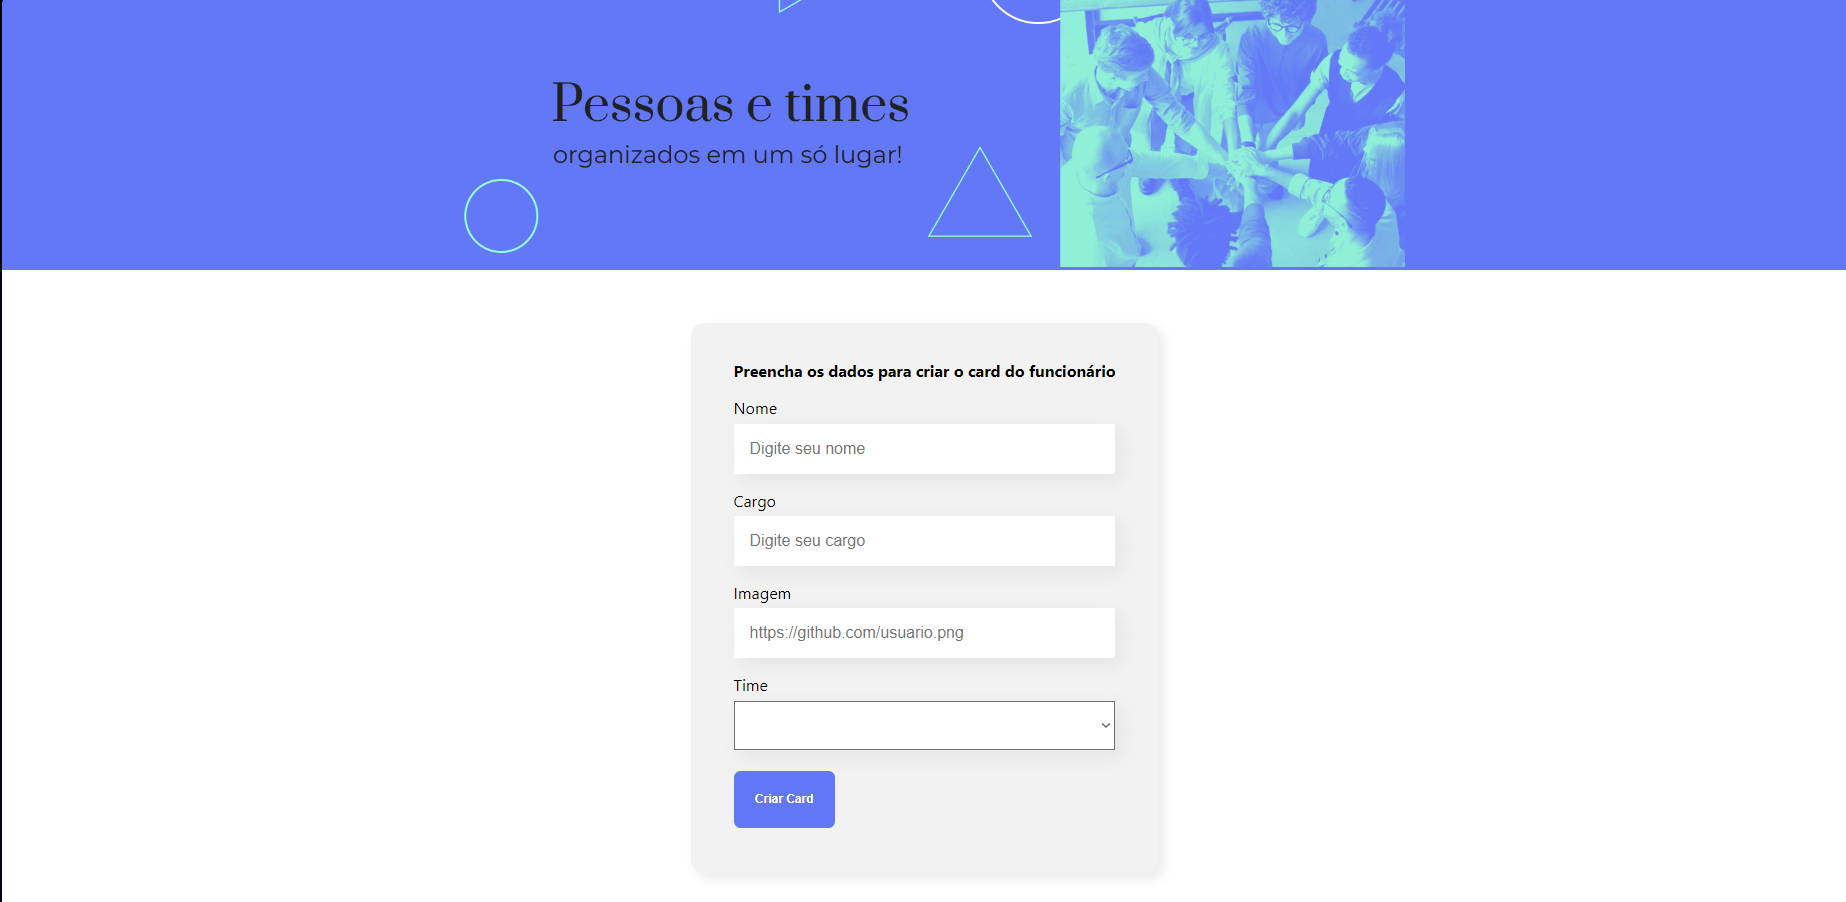 Pessoas e times
organizados em um só lugar!
Preencha os dados para criar o card do funcionário
Nome
Digite seu nome
Cargo
Digite seu cargo
Imagem
https://github.com/usuario.png
Time
Criar Card